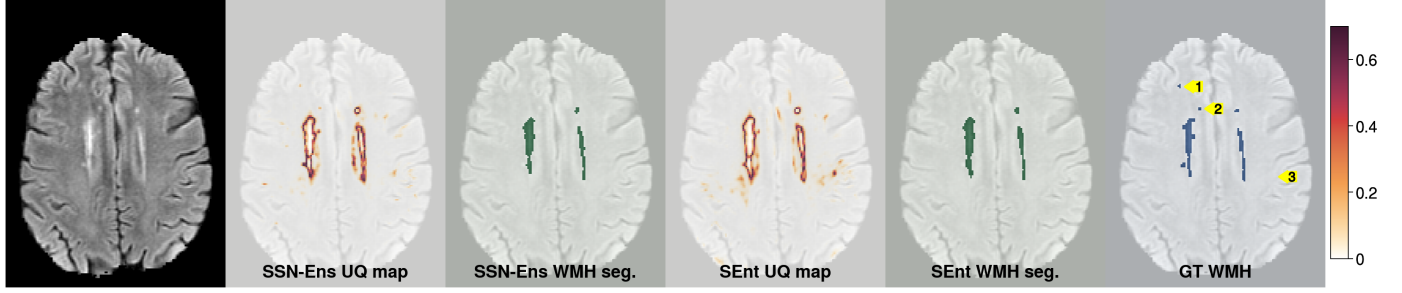 1
2
3
SSN-Ens UQ map
SSN-Ens WMH seg.
SEnt UQ map
SEnt WMH seg.
GT WMH
0.6
0.4
0.2
0